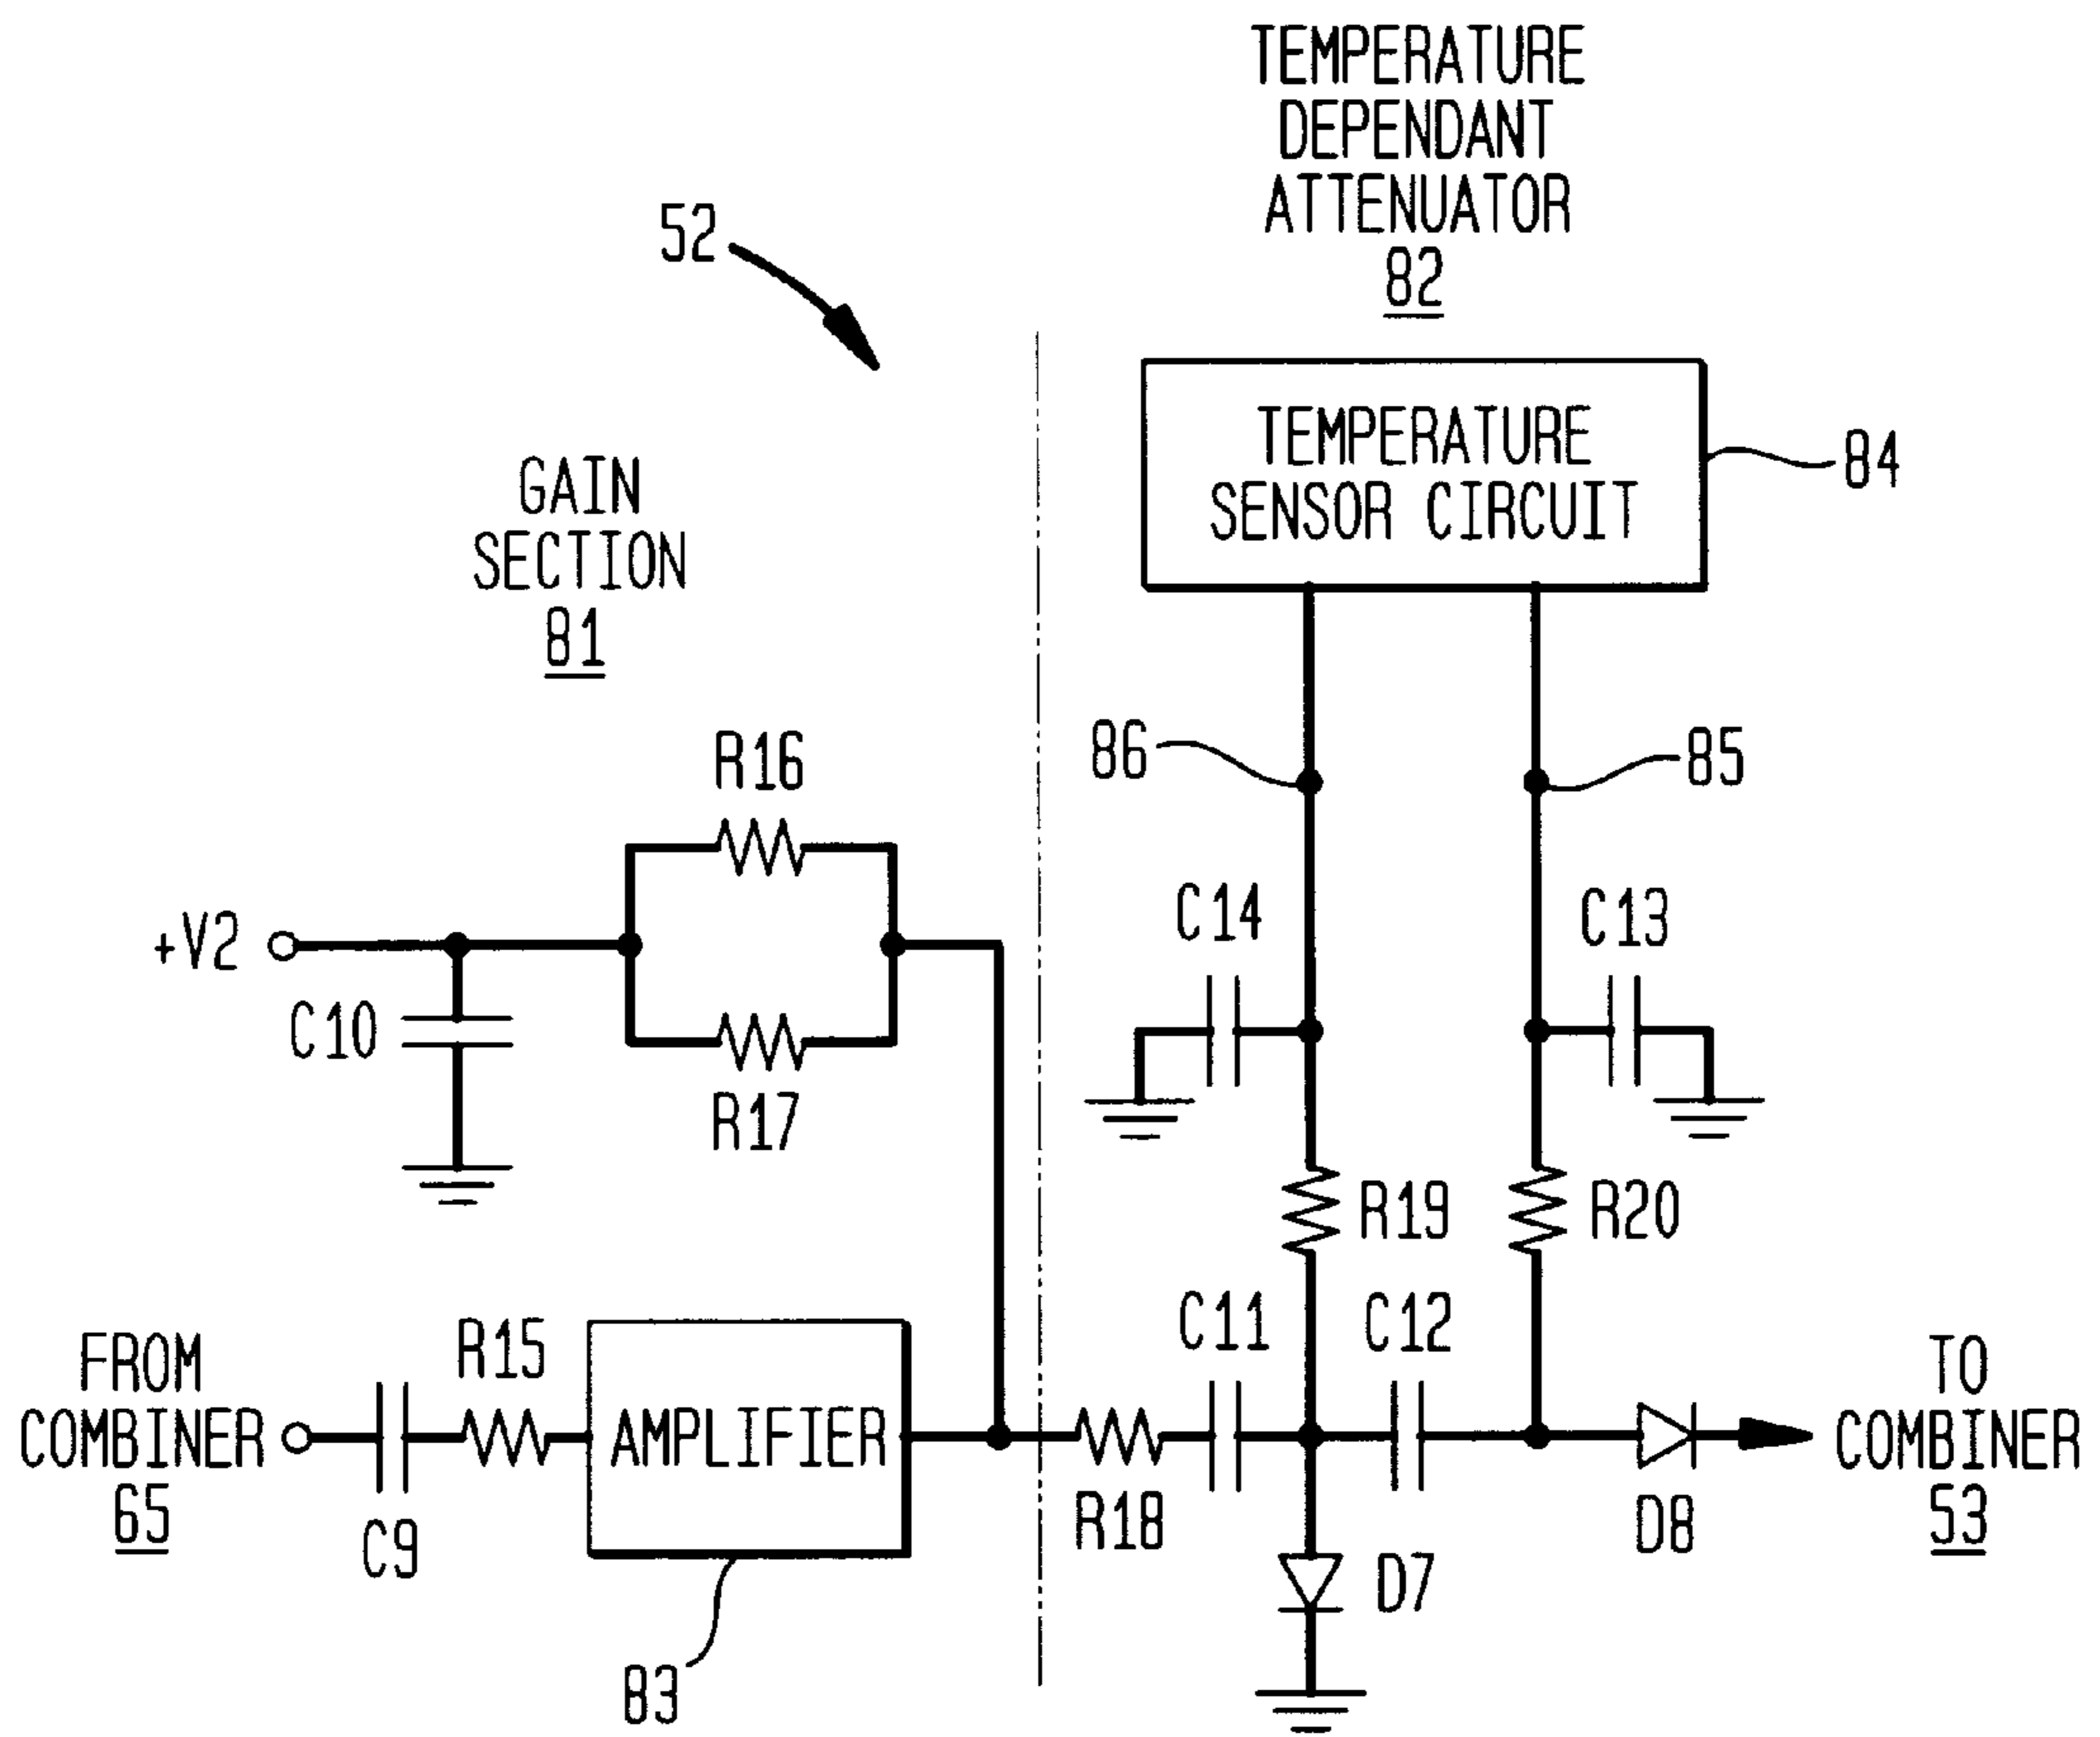 TEMPERATURE
DEPENDANT
ATTENUATOR
82
52
TEMPERATURE
SENSOR CIRCUIT
84
GAIN
SECTION
81
86
85
R16
C14
C13
+V2
C10
R17
R19
R20
FROM
COMBINER
65
C9
R15
AMPLIFIER
83
R18
C11
C12
D7
D8
TO
COMBINER
53